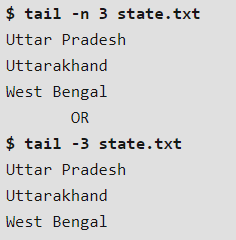 $ tail -n 3 state.txt
Uttar Pradesh
Uttarakhand
West Bengal
OR
$ tail -3 state.txt
Uttar Pradesh
Uttarakhand
West Bengal